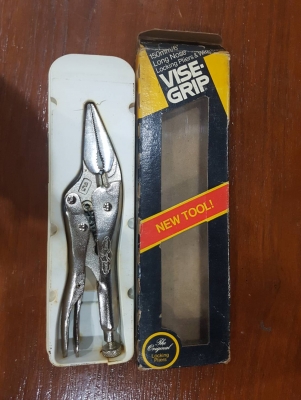 150mm/6"
Long Nose
Locking Pliers & Wire
VISE-
GRIP
NEW TOOL!
The
Original
Locking
Pliers